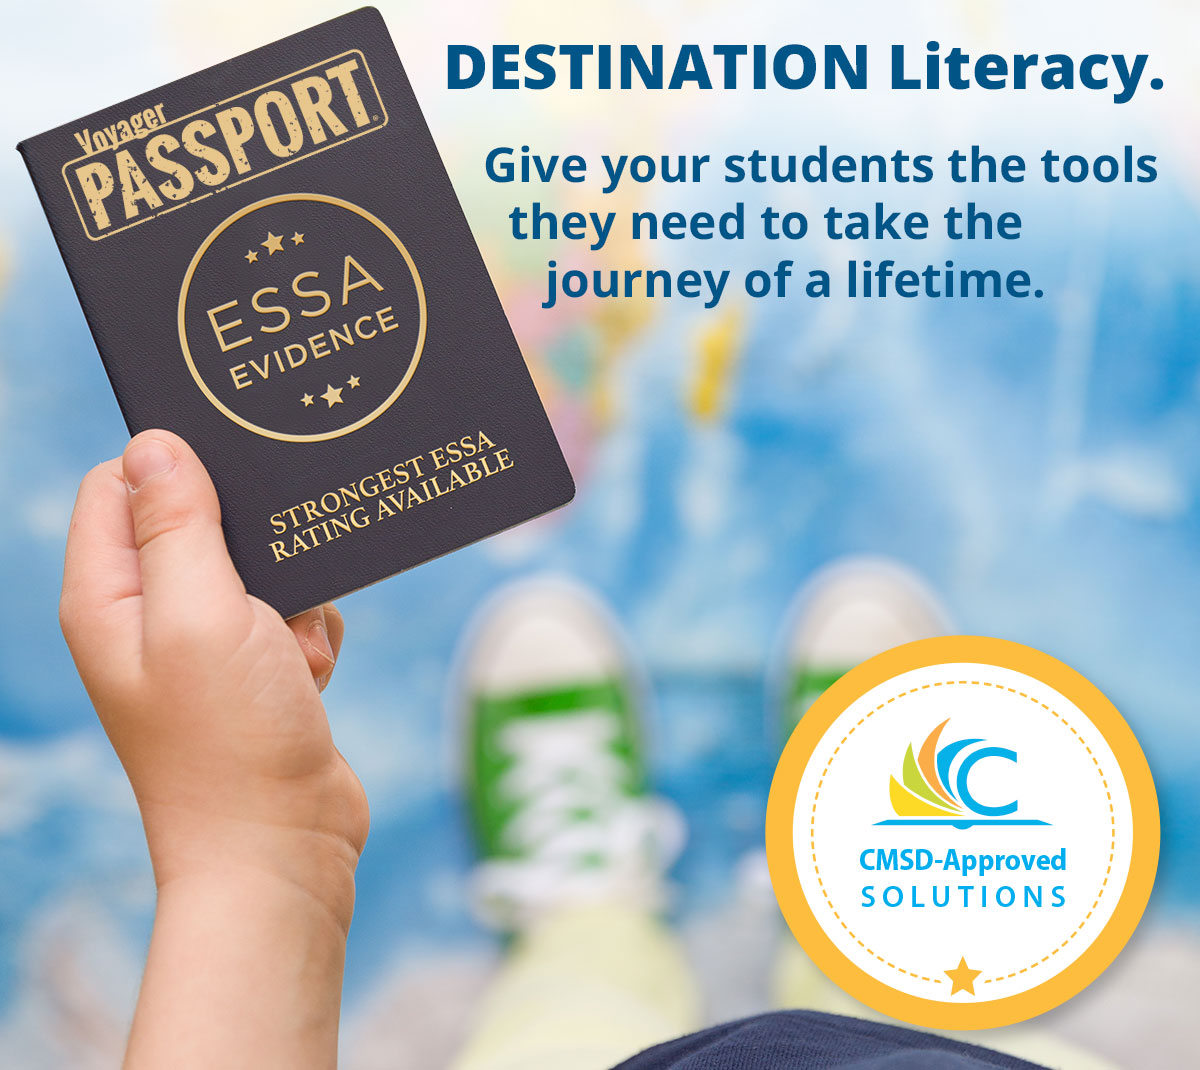 DESTINATION Literacy.
Give your students the tools
they need to take the
journey of a lifetime.
Voyager
PASSPORT®
ESSA
EVIDENCE
STRONGEST ESSA
RATING AVAILABLE
C
CMSD-Approved
SOLUTIONS